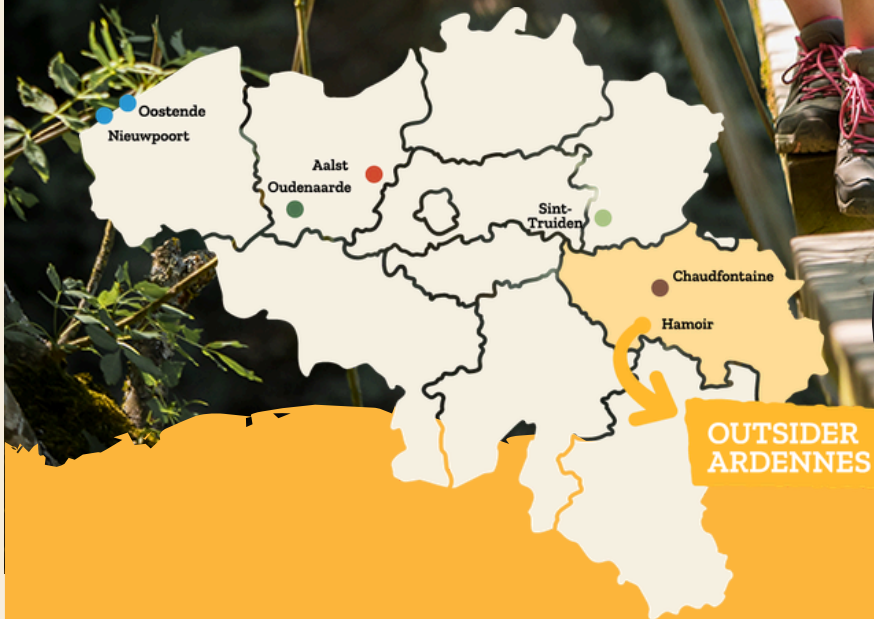 Oostende
Nieuwpoort
Aalst
Oudenaarde
Sint-
Truiden
Chaudfontaine
Hamoir
OUTSIDER
ARDENNES